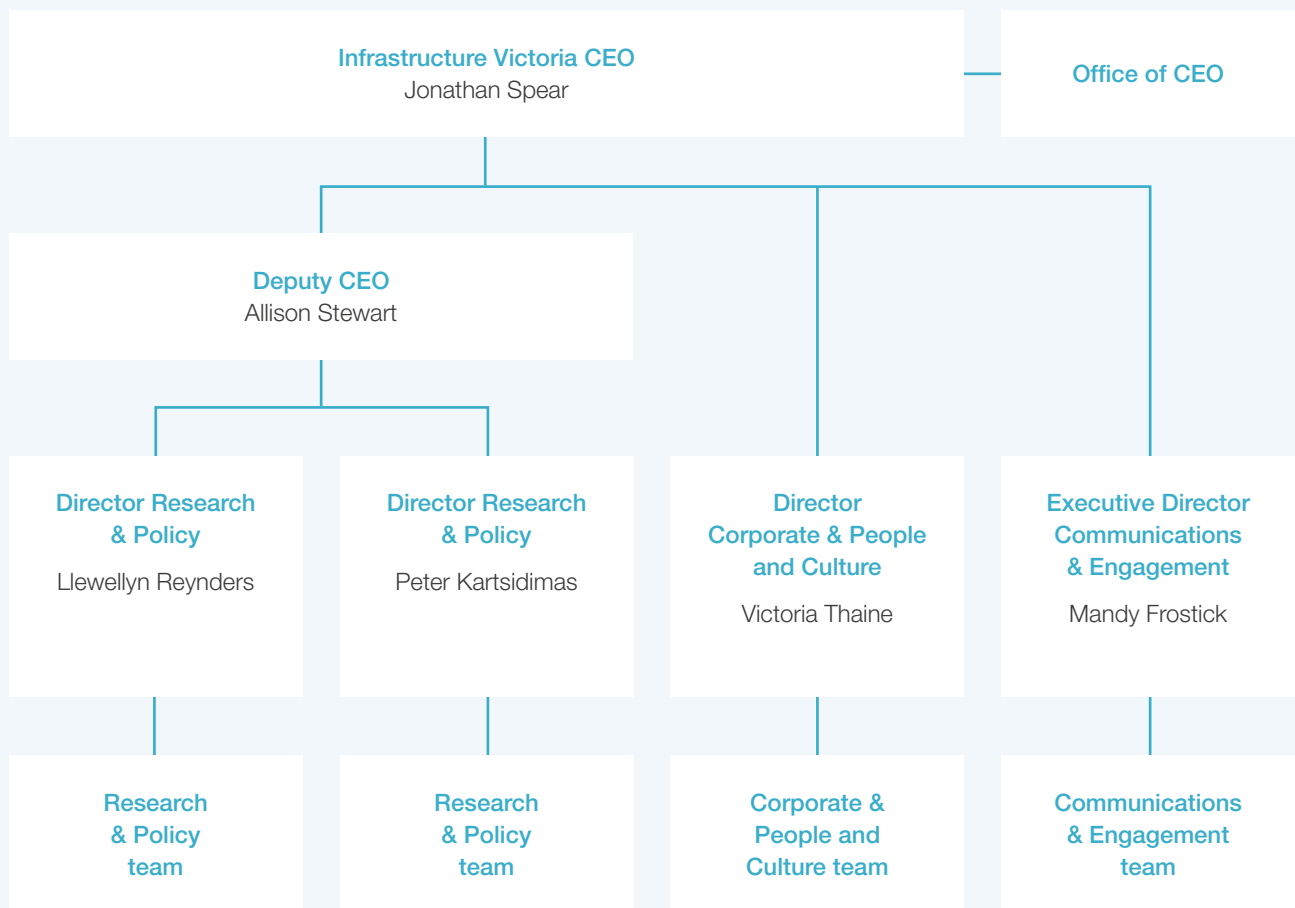 Infrastructure Victoria CEO
Jonathan Spear
Office of CEO
Deputy CEO
Allison Stewart
Director Research
& Policy
Llewellyn Reynders
Director Research
& Policy
Peter Kartsidimas
Director
Corporate & People
and Culture
Victoria Thaine
Executive Director
Communications
& Engagement
Mandy Frostick
Research
& Policy
team
Research
& Policy
team
Corporate &
People and
Culture team
Communications
& Engagement
team